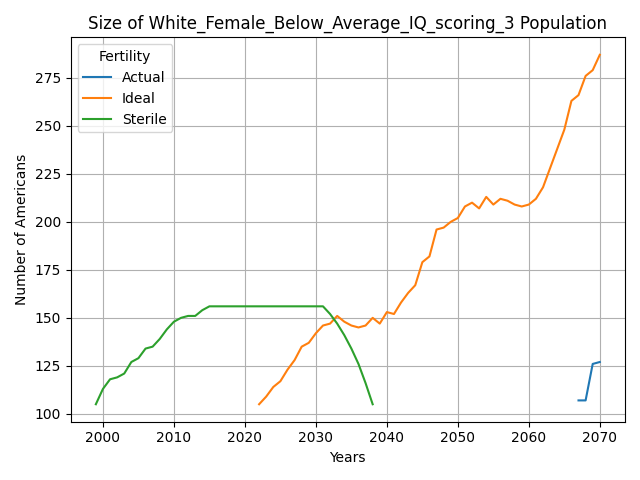 Size of White_Female_Below_Average_IQ_scoring_3 Population
Fertility
Actual
Ideal
Sterile
Number of Americans
275
250
225
200
175
150
125
100
2000 2010 2020 2030 2040 2050 2060 2070
Years